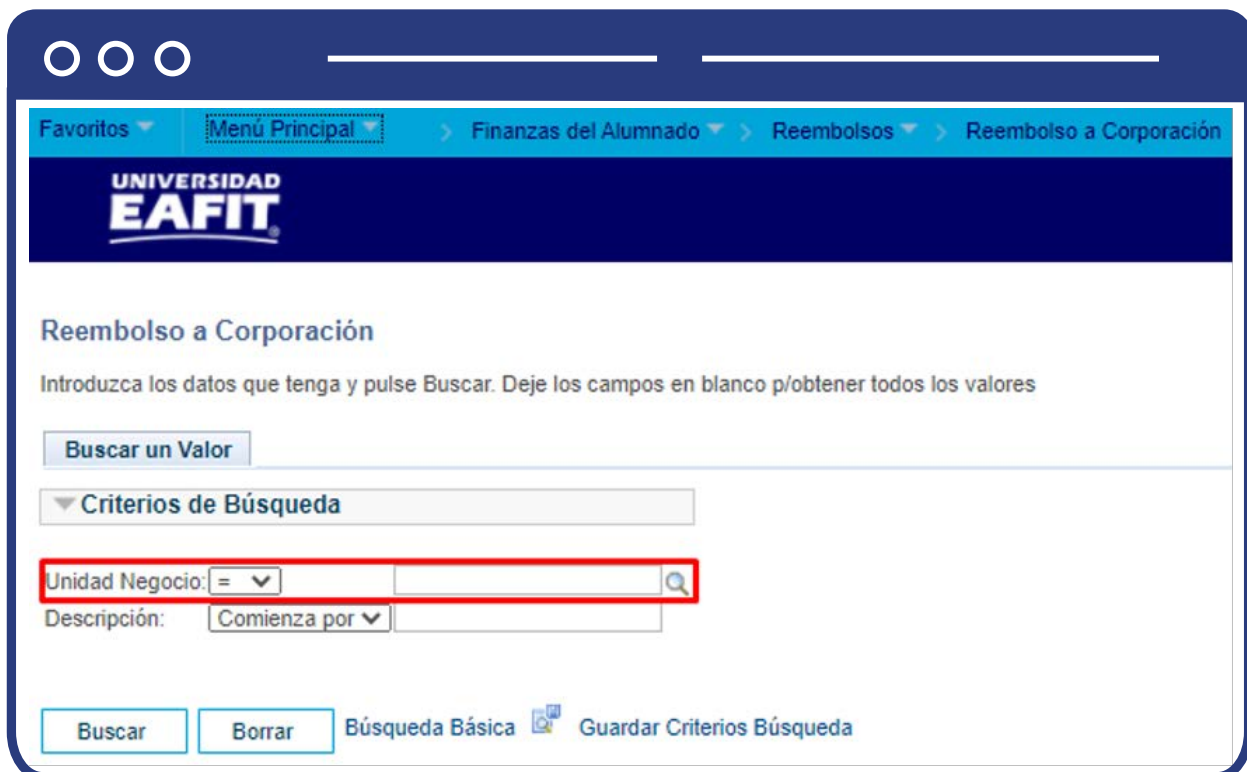 Favoritos Menú Principal > Finanzas del Alumnado > Reembolsos > Reembolso a Corporación
UNIVERSIDAD
EAFIT®
Reembolso a Corporación
Introduzca los datos que tenga y pulse Buscar. Deje los campos en blanco p/obtener todos los valores
Buscar un Valor
Criterios de Búsqueda
Unidad Negocio: =
Descripción: Comienza por
Buscar Borrar Búsqueda Básica Guardar Criterios Búsqueda